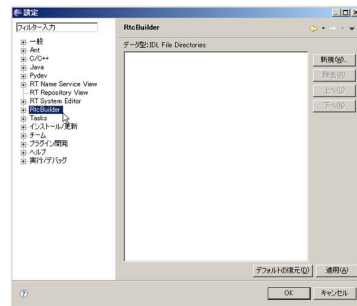 設定
フィルター入力
一般
Ant
C/C++
Java
Pydev
RT Name Service View
RT Repository View
RT System Editor
RtcBuilder
Tasks
インストール/更新
チーム
プラグイン開発
ヘルプ
実行/デバッグ
RtcBuilder
データ型:IDL File Directories
新規(W)...
除去(R)
上へ(U)
下へ(N)
デフォルトの復元(D)
適用(A)
OK
キャンセル